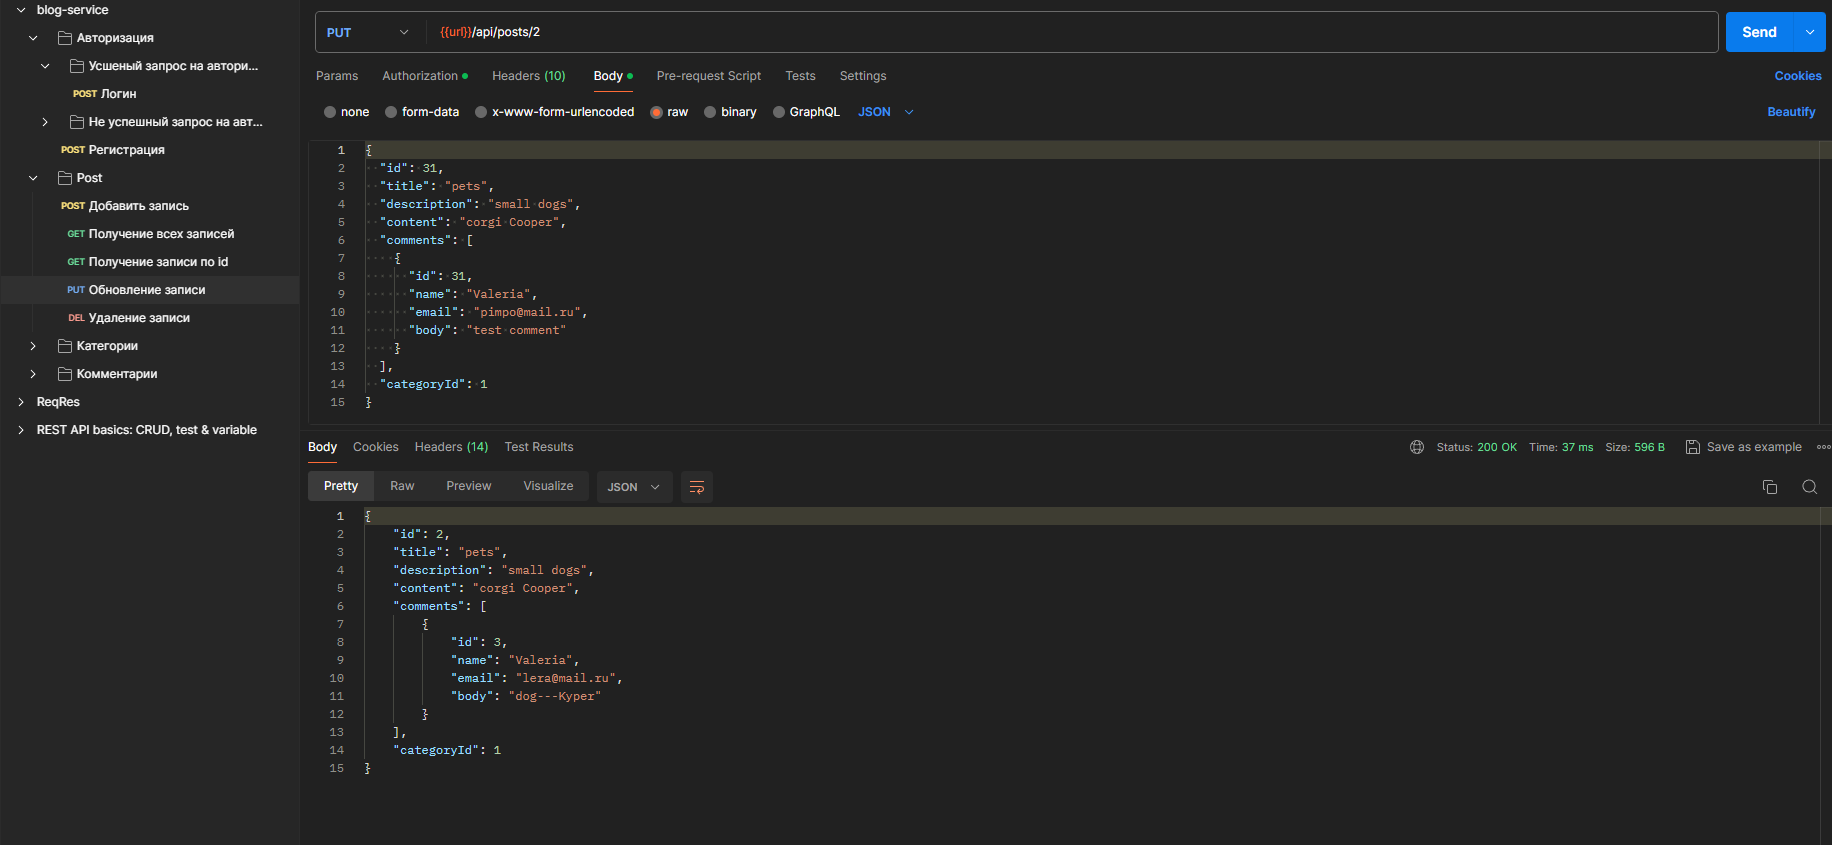 blog-service
Авторизация
Усшеный запрос на автори...
POST Логин
Не успешный запрос на авт...
POST Регистрация
Post
POST Добавить запись
GET Получение всех записей
GET Получение записи по id
PUT Обновление записи
DEL Удаление записи
Категории
Комментарии
ReqRes
REST API basics: CRUD, test & variable
PUT {{url}}/api/posts/2 Send
Params Authorization Headers (10) Body Pre-request Script Tests Settings Cookies
none form-data x-www-form-urlencoded raw binary GraphQL JSON Beautify
1 {
2 "id": 31,
3 "title": "pets",
4 "description": "small dogs",
5 "content": "corgi Cooper",
6 "comments": [
7 {
8 "id": 31,
9 "name": "Valeria",
10 "email": "pimpo@mail.ru",
11 "body": "test comment"
12 }
13 ],
14 "categoryId": 1
15 }
Body Cookies Headers (14) Test Results Status: 200 OK Time: 37 ms Size: 596 B Save as example
Pretty Raw Preview Visualize JSON
1 {
2 "id": 2,
3 "title": "pets",
4 "description": "small dogs",
5 "content": "corgi Cooper",
6 "comments": [
7 {
8 "id": 3,
9 "name": "Valeria",
10 "email": "lera@mail.ru",
11 "body": "dog---Kyper"
12 }
13 ],
14 "categoryId": 1
15 }